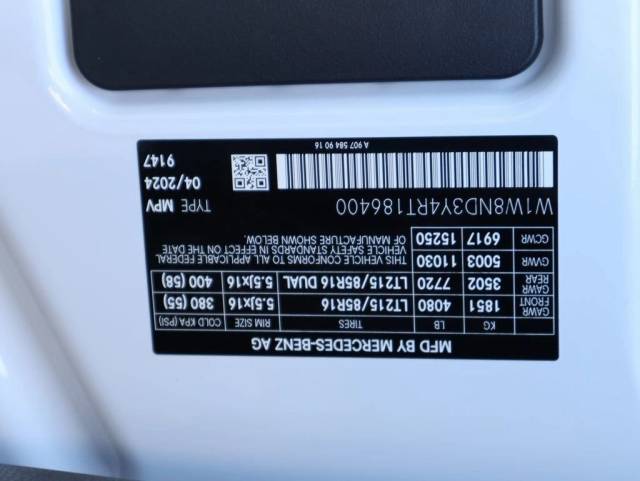 MFD BY MERCEDES-BENZ AG
KG LB TIRES RIM SIZE COLD KPA (PSI)
GAWR FRONT 1851 4080 LT215/85R16 5.5Jx16 380 (55)
GAWR REAR 3502 7720 LT215/85R16 DUAL 5.5Jx16 400 (58)
GVWR 5003 11030 THIS VEHICLE CONFORMS TO ALL APPLICABLE
FEDERAL MOTOR VEHICLE SAFETY STANDARDS IN EFFECT ON THE DATE
GCWR 6917 15250 OF MANUFACTURE SHOWN BELOW.
W1W8ND3Y4RT186400 TYPE MPV
04/2024
9147
A 907 584 90 16